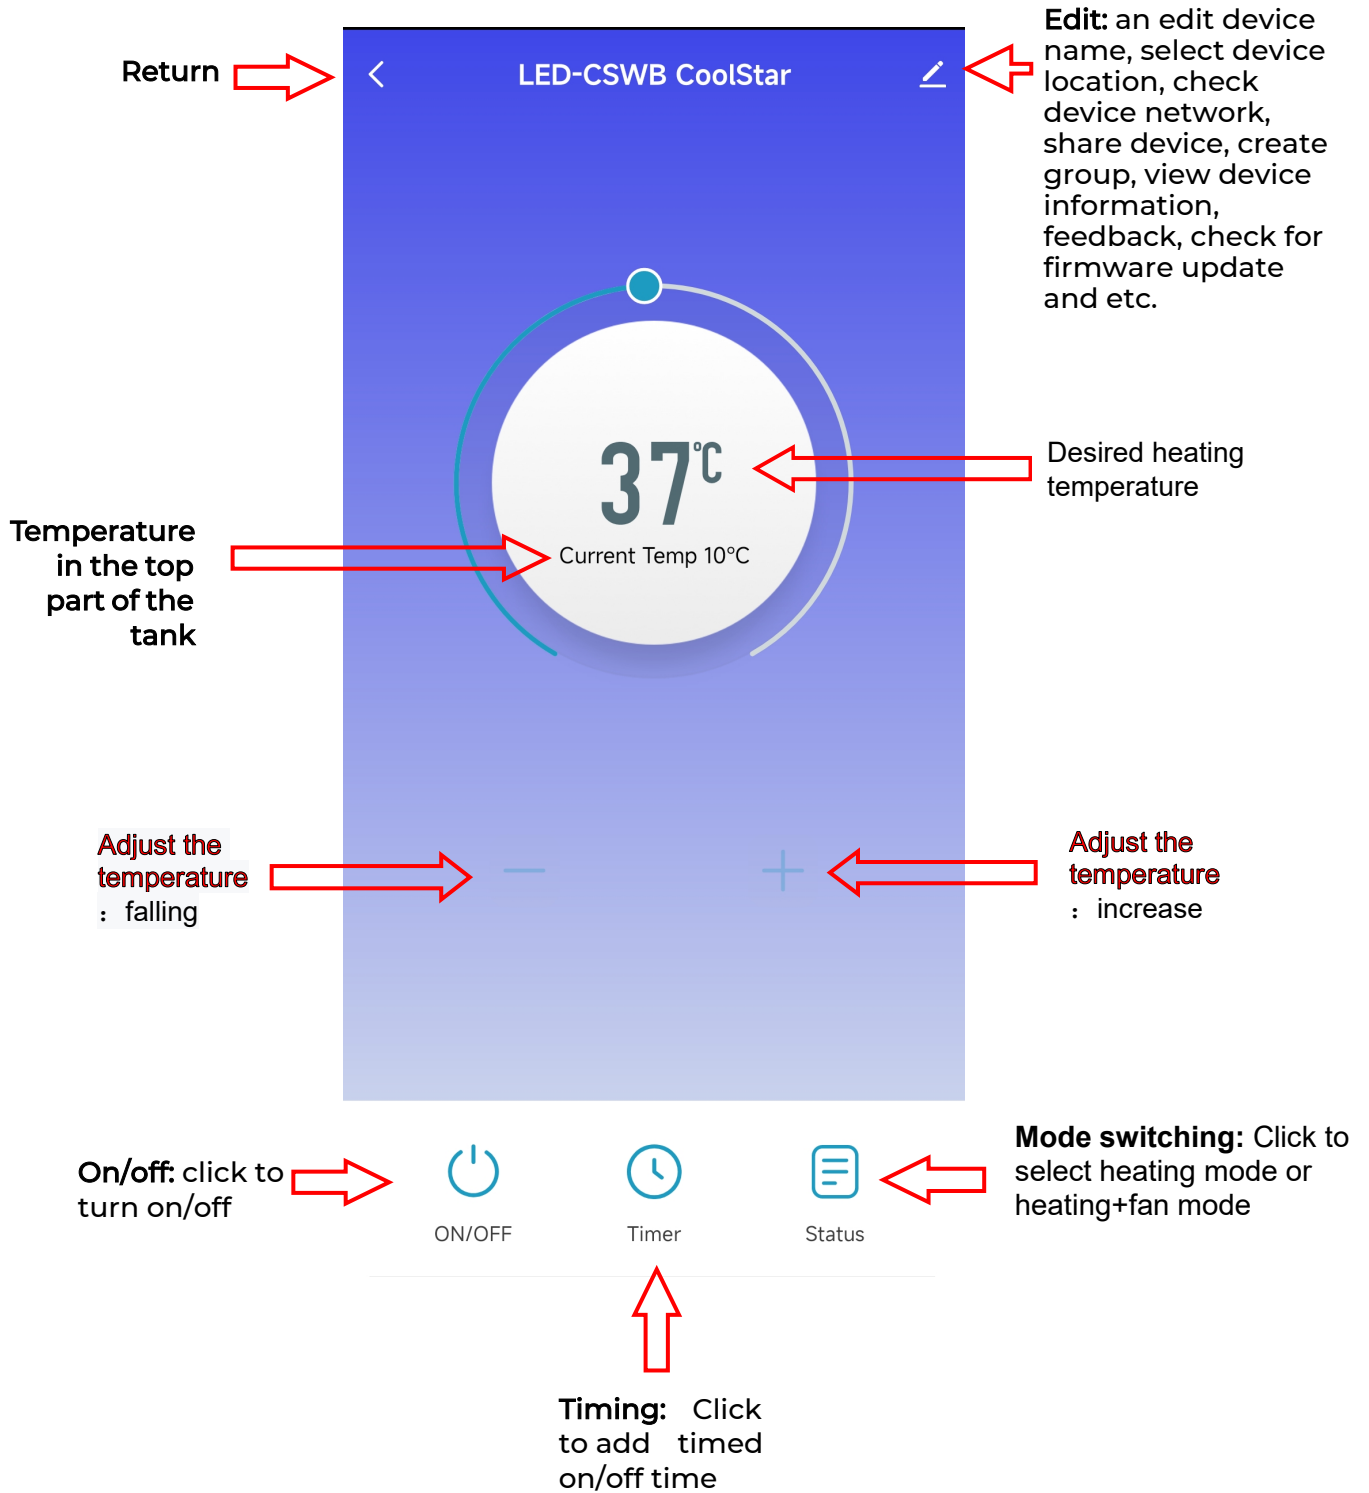 Return
LED-CSWB CoolStar
Edit: an edit device
name, select device
location, check
device network,
share device, create
group, view device
information,
feedback, check for
firmware update
and etc.
37°C
Current Temp 10°C
Desired heating
temperature
Temperature
in the top
part of the
tank
Adjust the
temperature
：falling
Adjust the
temperature
：increase
On/off: click to
turn on/off
ON/OFF
Timer
Status
Mode switching: Click to
select heating mode or
heating+fan mode
Timing: Click
to add timed
on/off time